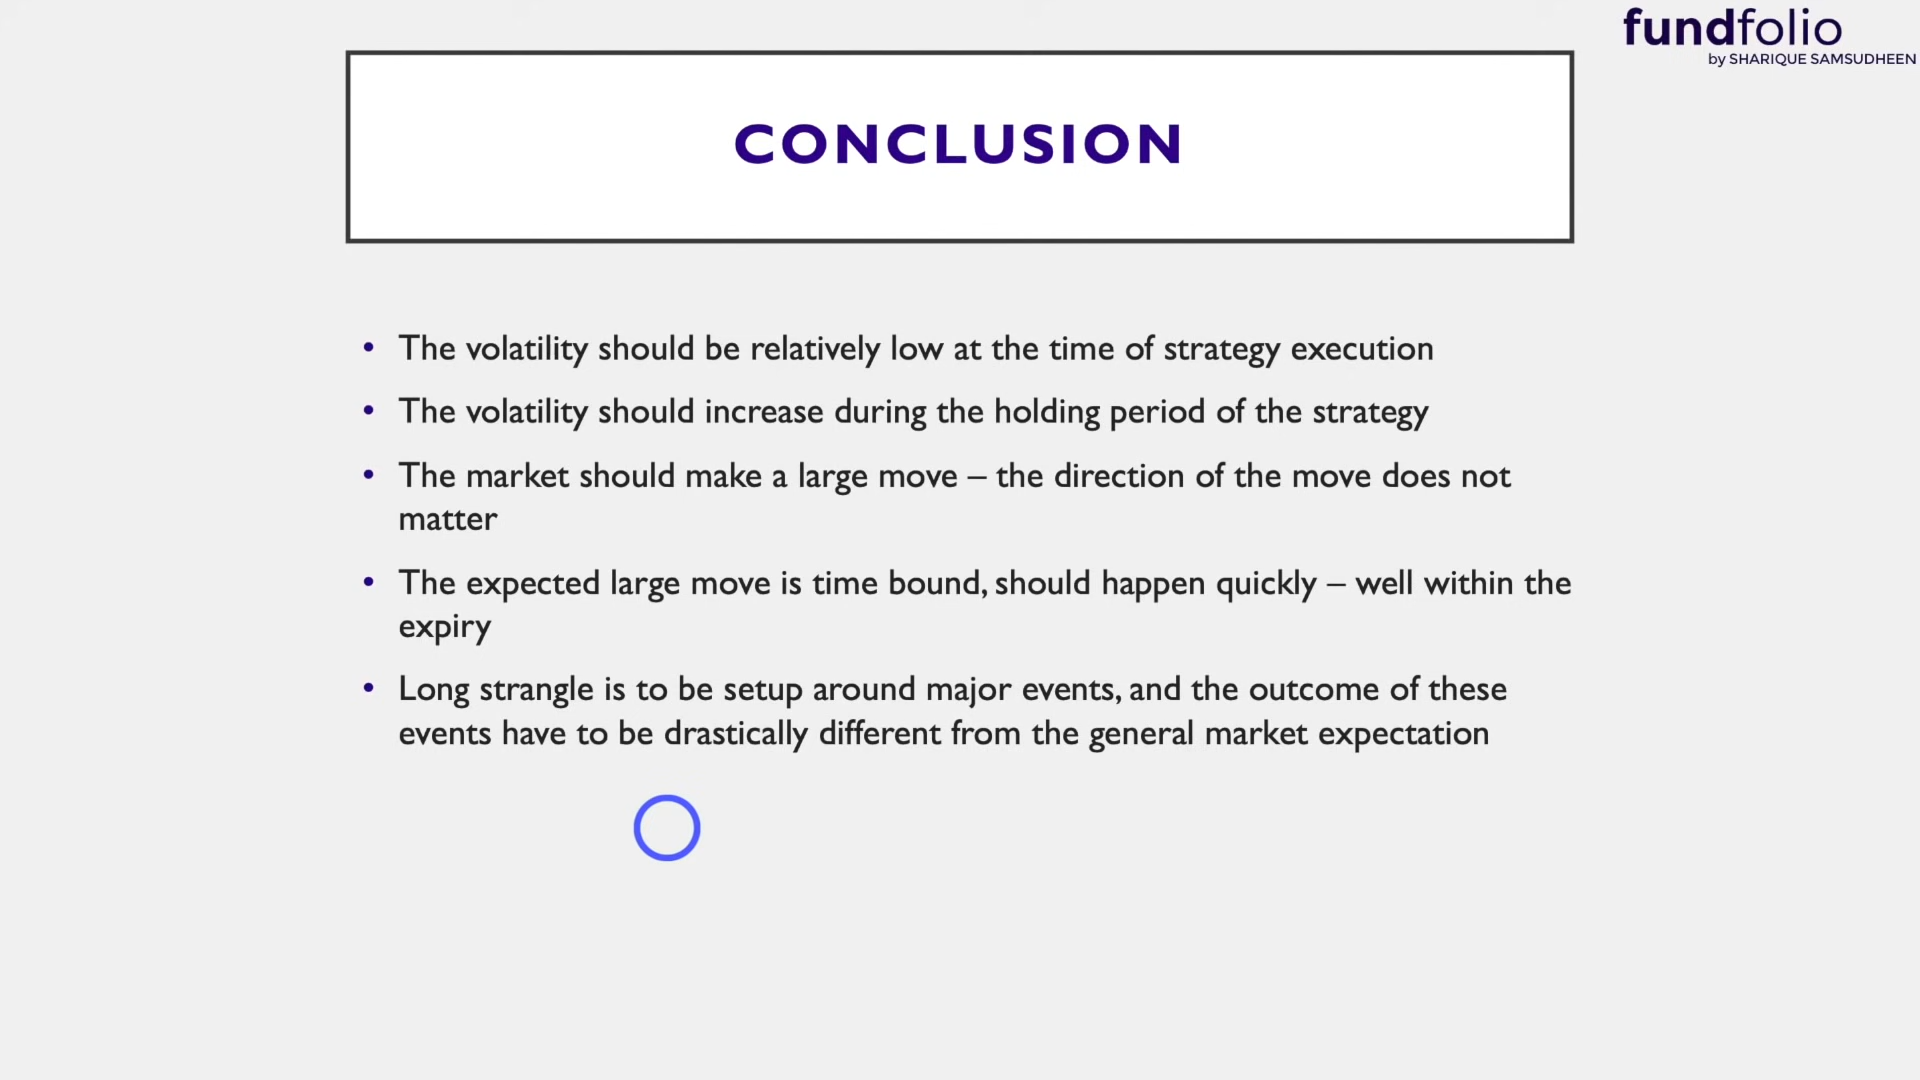 fundfolio
by SHARIQUE SAMSUDHEEN
CONCLUSION
• The volatility should be relatively low at the time of strategy execution
• The volatility should increase during the holding period of the strategy
• The market should make a large move – the direction of the move does not
matter
• The expected large move is time bound, should happen quickly – well within the
expiry
• Long strangle is to be setup around major events, and the outcome of these
events have to be drastically different from the general market expectation